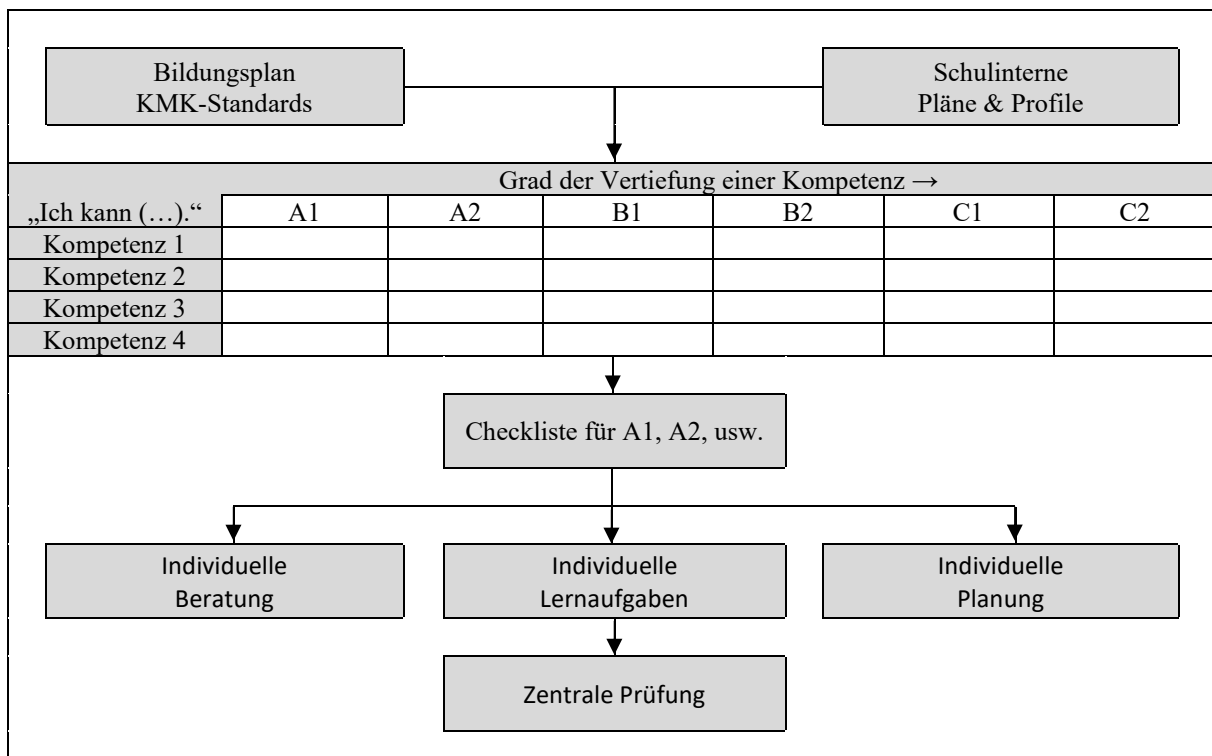 Bildungsplan
KMK-Standards
Schulinterne
Pläne & Profile
Grad der Vertiefung einer Kompetenz →
„Ich kann (…).“ A1 A2 B1 B2 C1 C2
Kompetenz 1
Kompetenz 2
Kompetenz 3
Kompetenz 4
Checkliste für A1, A2, usw.
Individuelle
Beratung
Individuelle
Lernaufgaben
Individuelle
Planung
Zentrale Prüfung